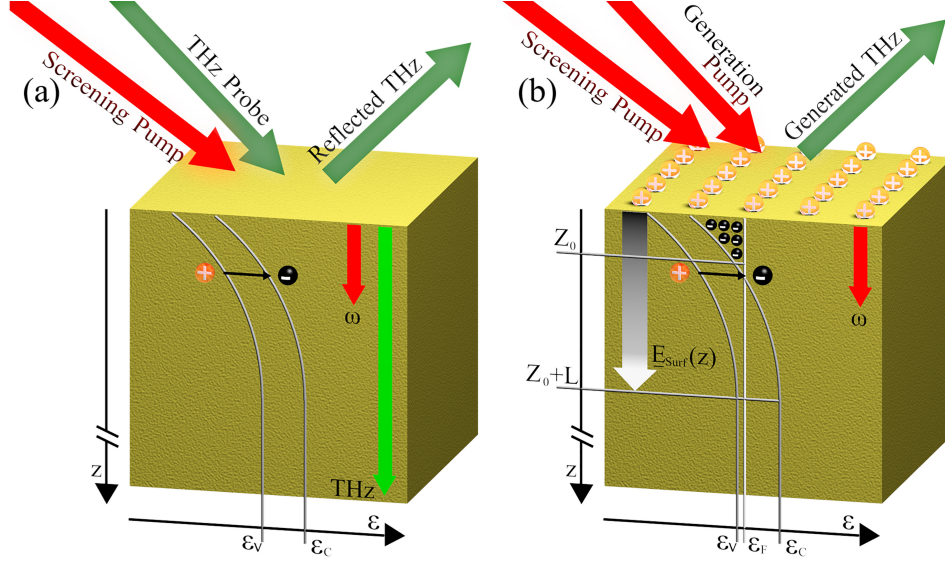 (a)
Screening Pump
THz Probe
Reflected THz
+
-
ω
THz
z
ε
εV
εC
(b)
Screening Pump
Generation
Pump
Generated THz
Z0
+
-
ω
ESurf(z)
Z0+L
z
ε
εV
εF
εC